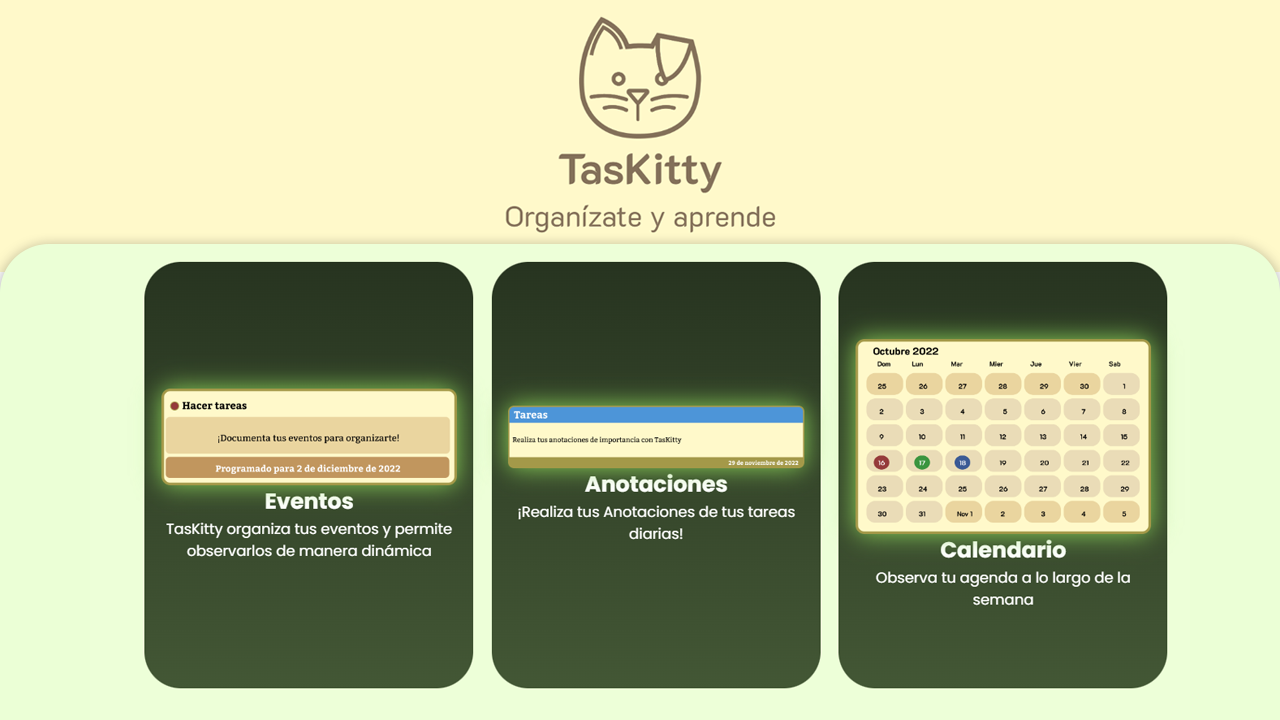 TasKitty
Organízate y aprende
Hacer tareas
¡Documenta tus eventos para organizarte!
Programado para 2 de diciembre de 2022
Eventos
TasKitty organiza tus eventos y permite
observarlos de manera dinámica
Tareas
Realiza tus anotaciones de importancia con TasKitty
29 de noviembre de 2022
Anotaciones
¡Realiza tus Anotaciones de tus tareas
diarias!
Octubre 2022
Dom Lun Mar Mier Jue Vier Sab
25 26 27 28 29 30 1
2 3 4 5 6 7 8
9 10 11 12 13 14 15
16 17 18 19 20 21 22
23 24 25 26 27 28 29
30 31 Nov 1 2 3 4 5
Calendario
Observa tu agenda a lo largo de la
semana